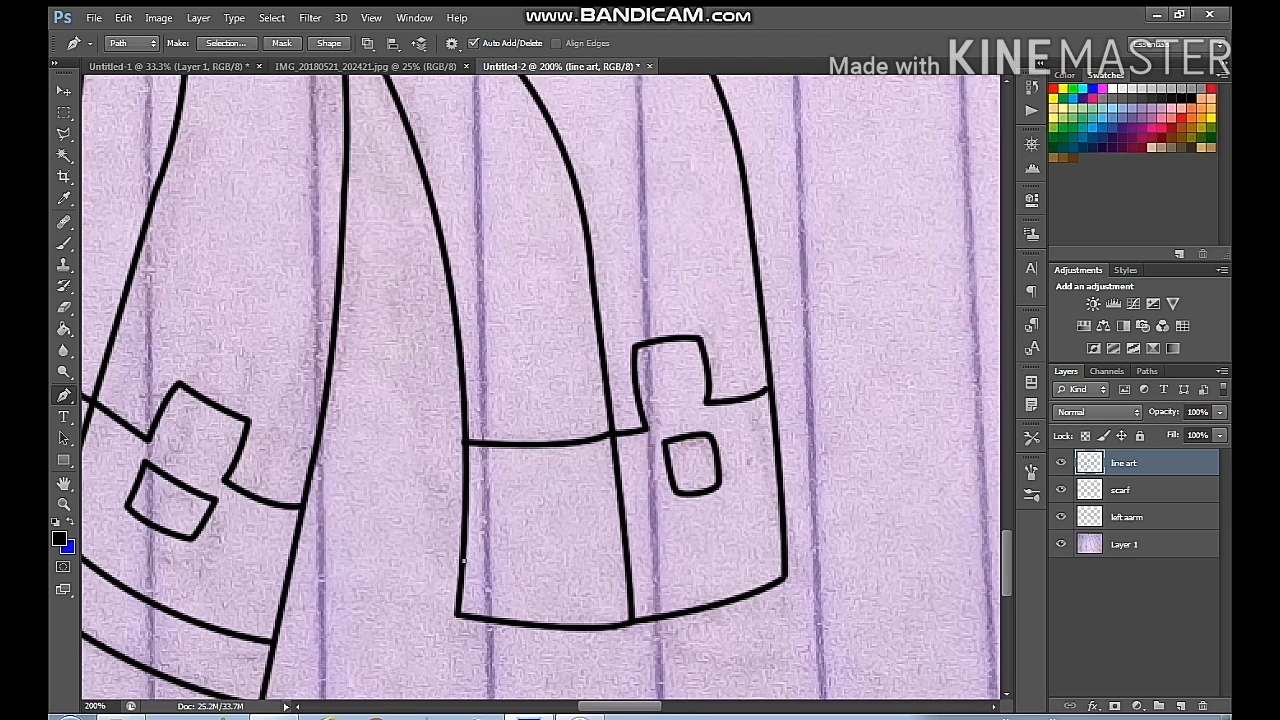 www.BANDICAM.com
Ps File Edit Image Layer Type Select Filter 3D View Window Help
Path Make: Selection... Mask Shape Auto Add/Delete Align Edges Essentials
Made with KINEMASTER
Untitled-1 @ 33.3% (Layer 1, RGB/8) * × IMG_20180521_202421.jpg @ 25% (RGB/8) × Untitled-2 @ 200% (line art, RGB/8) * ×
Color Swatches
Adjustments Styles
Add an adjustment
Layers Channels Paths
Kind
Normal Opacity: 100%
Lock: Fill: 100%
line art
scarf
left aarm
Layer 1
200% Doc: 25.2M/33.7M